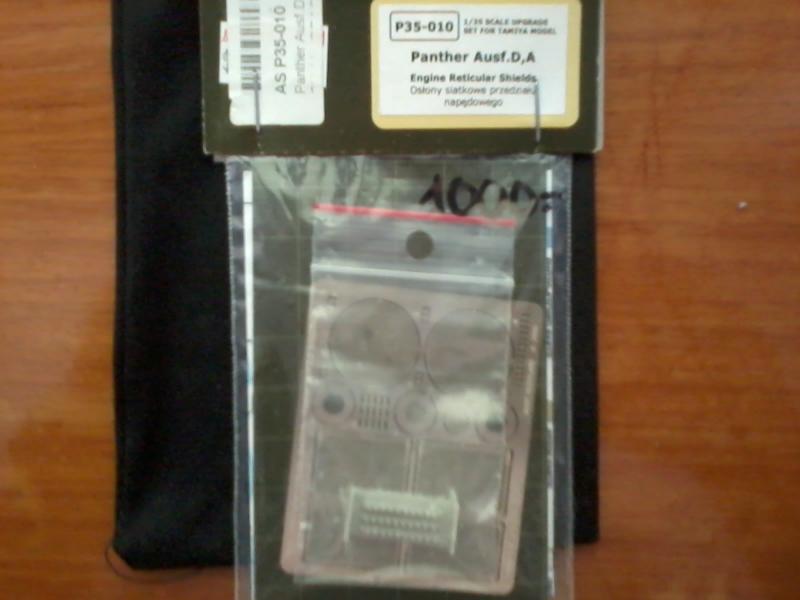 AS P35-010
Panther Ausf.D
P35-010
1/35 SCALE UPGRADE
SET FOR TAMIYA MODEL
Panther Ausf.D,A
Engine Reticular Shields
Osłony siatkowe przedziału
napędowego
1000=